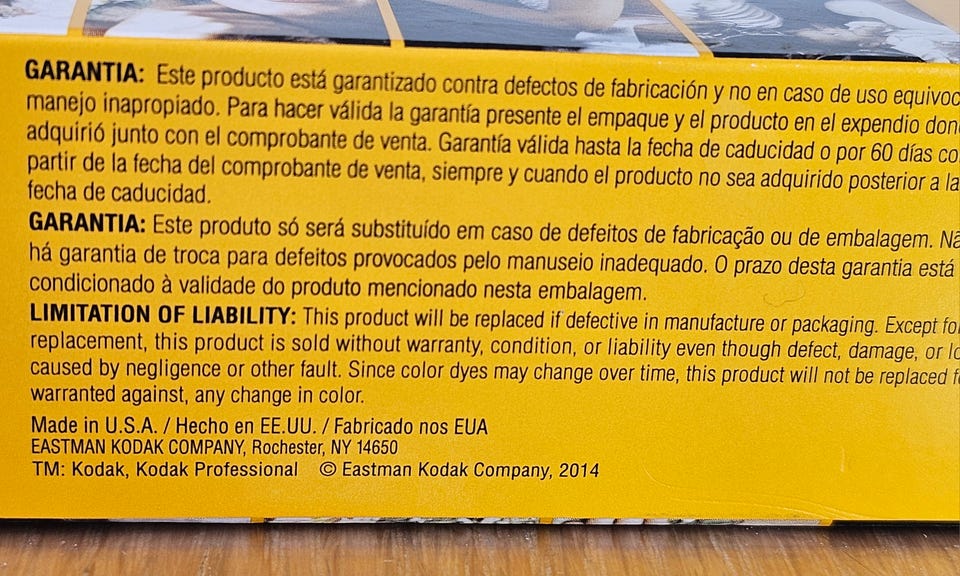 GARANTIA: Este producto está garantizado contra defectos de fabricación y no en caso de uso
manejo inapropiado. Para hacer válida la garantía presente el empaque y el producto en el expendio
adquirió junto con el comprobante de venta. Garantía válida hasta la fecha de caducidad o por 60 días
partir de la fecha del comprobante de venta, siempre y cuando el producto no sea adquirido posterior a la
fecha de caducidad.
GARANTIA: Este produto só será substituído em caso de defeitos de fabricação ou de embalagem.
há garantia de troca para defeitos provocados pelo manuseio inadequado. O prazo desta garantia está
condicionado à validade do produto mencionado nesta embalagem.
LIMITATION OF LIABILITY: This product will be replaced if defective in manufacture or packaging. Except
replacement, this product is sold without warranty, condition, or liability even though defect, damage, or
caused by negligence or other fault. Since color dyes may change over time, this product will not be replaced
warranted against, any change in color.
Made in U.S.A. / Hecho en EE.UU. / Fabricado nos EUA
EASTMAN KODAK COMPANY, Rochester, NY 14650
TM: Kodak, Kodak Professional © Eastman Kodak Company, 2014